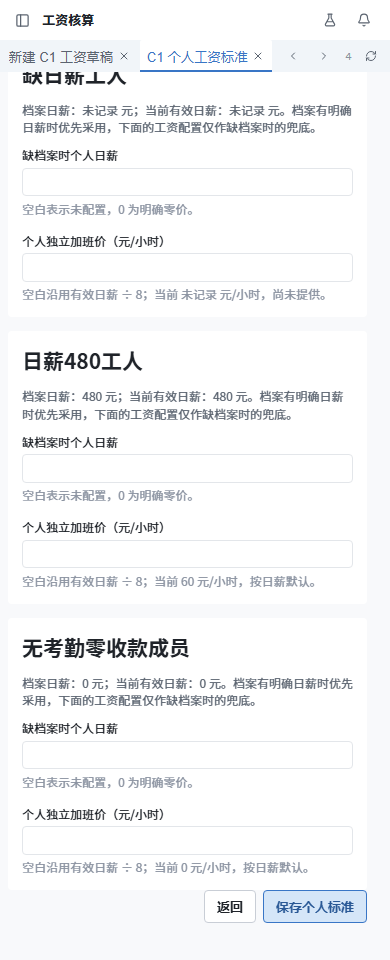 工资核算
新建 C1 工资草稿
C1 个人工资标准
4
缺日薪工人
档案日薪：未记录 元；当前有效日薪：未记录 元。档案有明确
日薪时优先采用，下面的工资配置仅作缺档案时的兜底。
缺档案时个人日薪
空白表示未配置，0 为明确零价。
个人独立加班价（元/小时）
空白沿用有效日薪 ÷ 8；当前 未记录 元/小时，尚未提供。
日薪480工人
档案日薪：480 元；当前有效日薪：480 元。档案有明确日薪
时优先采用，下面的工资配置仅作缺档案时的兜底。
缺档案时个人日薪
空白表示未配置，0 为明确零价。
个人独立加班价（元/小时）
空白沿用有效日薪 ÷ 8；当前 60 元/小时，按日薪默认。
无考勤零收款成员
档案日薪：0 元；当前有效日薪：0 元。档案有明确日薪时优先
采用，下面的工资配置仅作缺档案时的兜底。
缺档案时个人日薪
空白表示未配置，0 为明确零价。
个人独立加班价（元/小时）
空白沿用有效日薪 ÷ 8；当前 0 元/小时，按日薪默认。
返回
保存个人标准